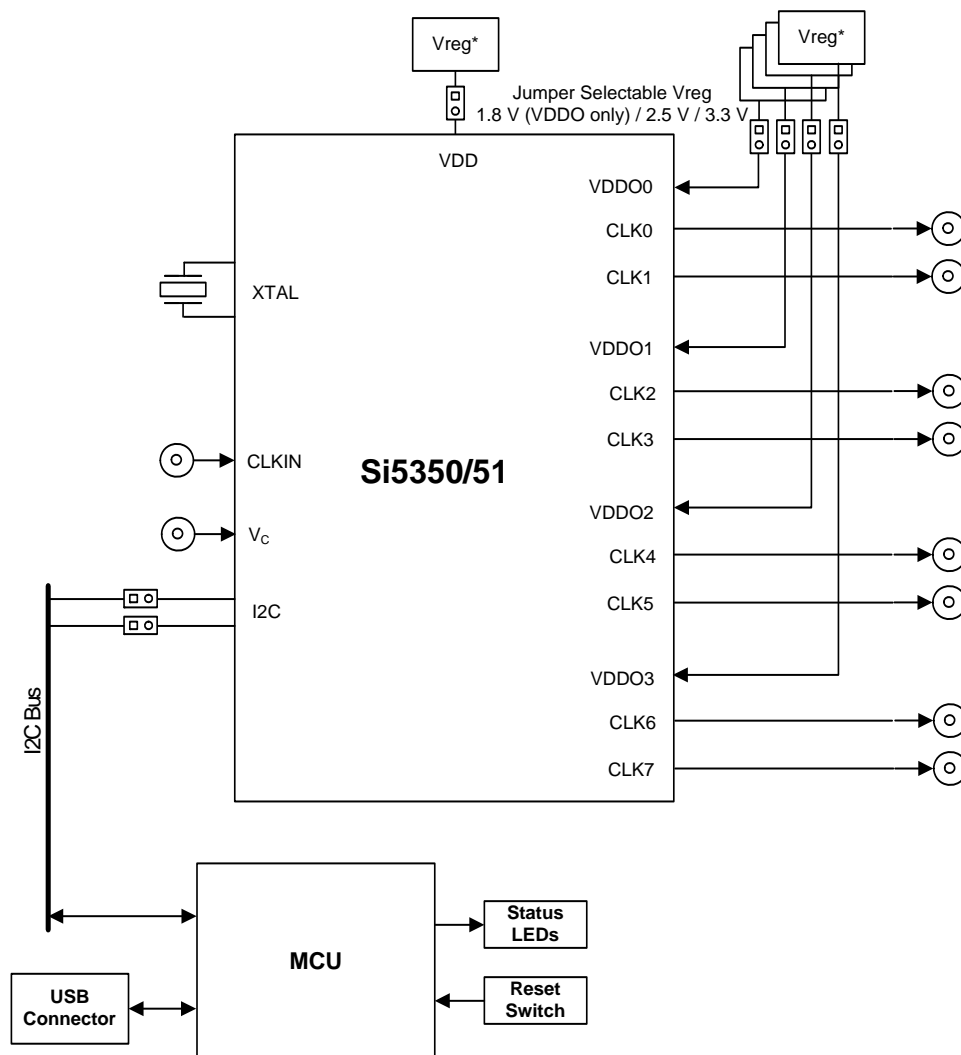 Vreg*
Vreg*
Jumper Selectable Vreg
1.8 V (VDDO only) / 2.5 V / 3.3 V
VDD
VDDO0
CLK0
CLK1
XTAL
VDDO1
CLK2
CLK3
CLKIN
Si5350/51
VDDO2
VC
CLK4
CLK5
I2C
VDDO3
CLK6
CLK7
I2C Bus
MCU
Status
LEDs
Reset
Switch
USB
Connector